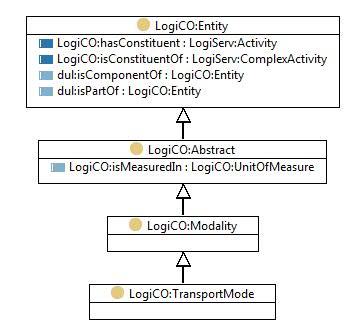 LogiCO:Entity
LogiCO:hasConstituent : LogiServ:Activity
LogiCO:isConstituentOf : LogiServ:ComplexActivity
dul:isComponentOf : LogiCO:Entity
dul:isPartOf : LogiCO:Entity
LogiCO:Abstract
LogiCO:isMeasuredIn : LogiCO:UnitOfMeasure
LogiCO:Modality
LogiCO:TransportMode